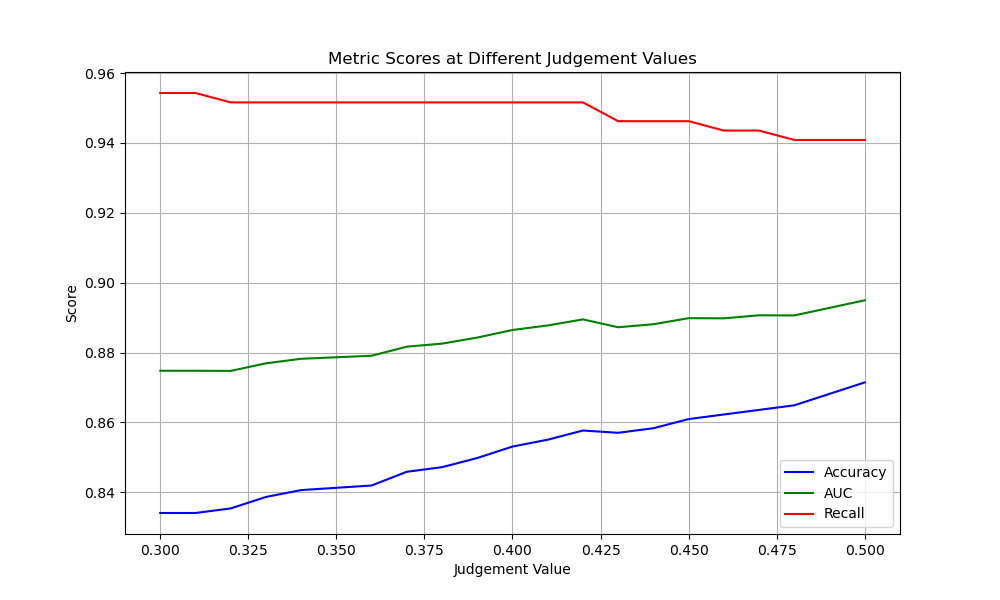 Metric Scores at Different Judgement Values
0.96
0.94
0.92
0.90
0.88
0.86
0.84
Score
0.300 0.325 0.350 0.375 0.400 0.425 0.450 0.475 0.500
Judgement Value
Accuracy
AUC
Recall